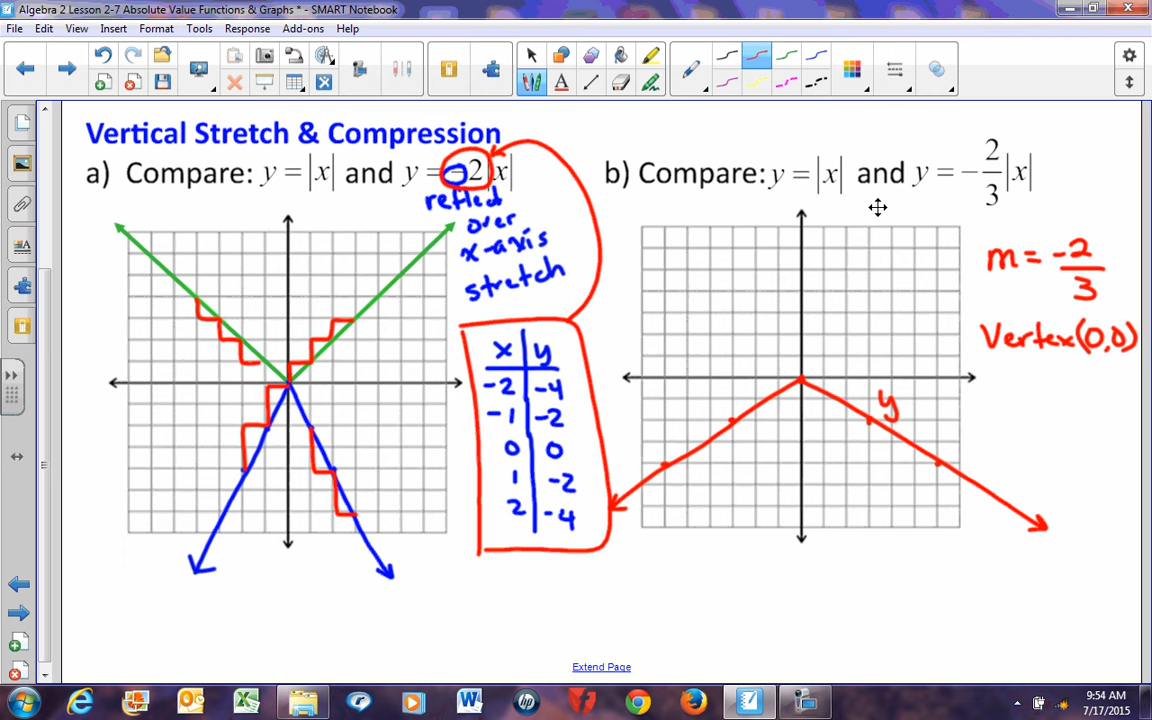 Algebra 2 Lesson 2-7 Absolute Value Functions & Graphs * - SMART Notebook
File Edit View Insert Format Tools Response Add-ons Help
Vertical Stretch & Compression
a) Compare: y = |x| and y = -2|x|
reflect
over
x-axis
stretch
x y
-2 -4
-1 -2
0 0
1 -2
2 -4
b) Compare: y = |x| and y = -2/3|x|
m = -2/3
Vertex(0,0)
y
Extend Page
9:54 AM
7/17/2015